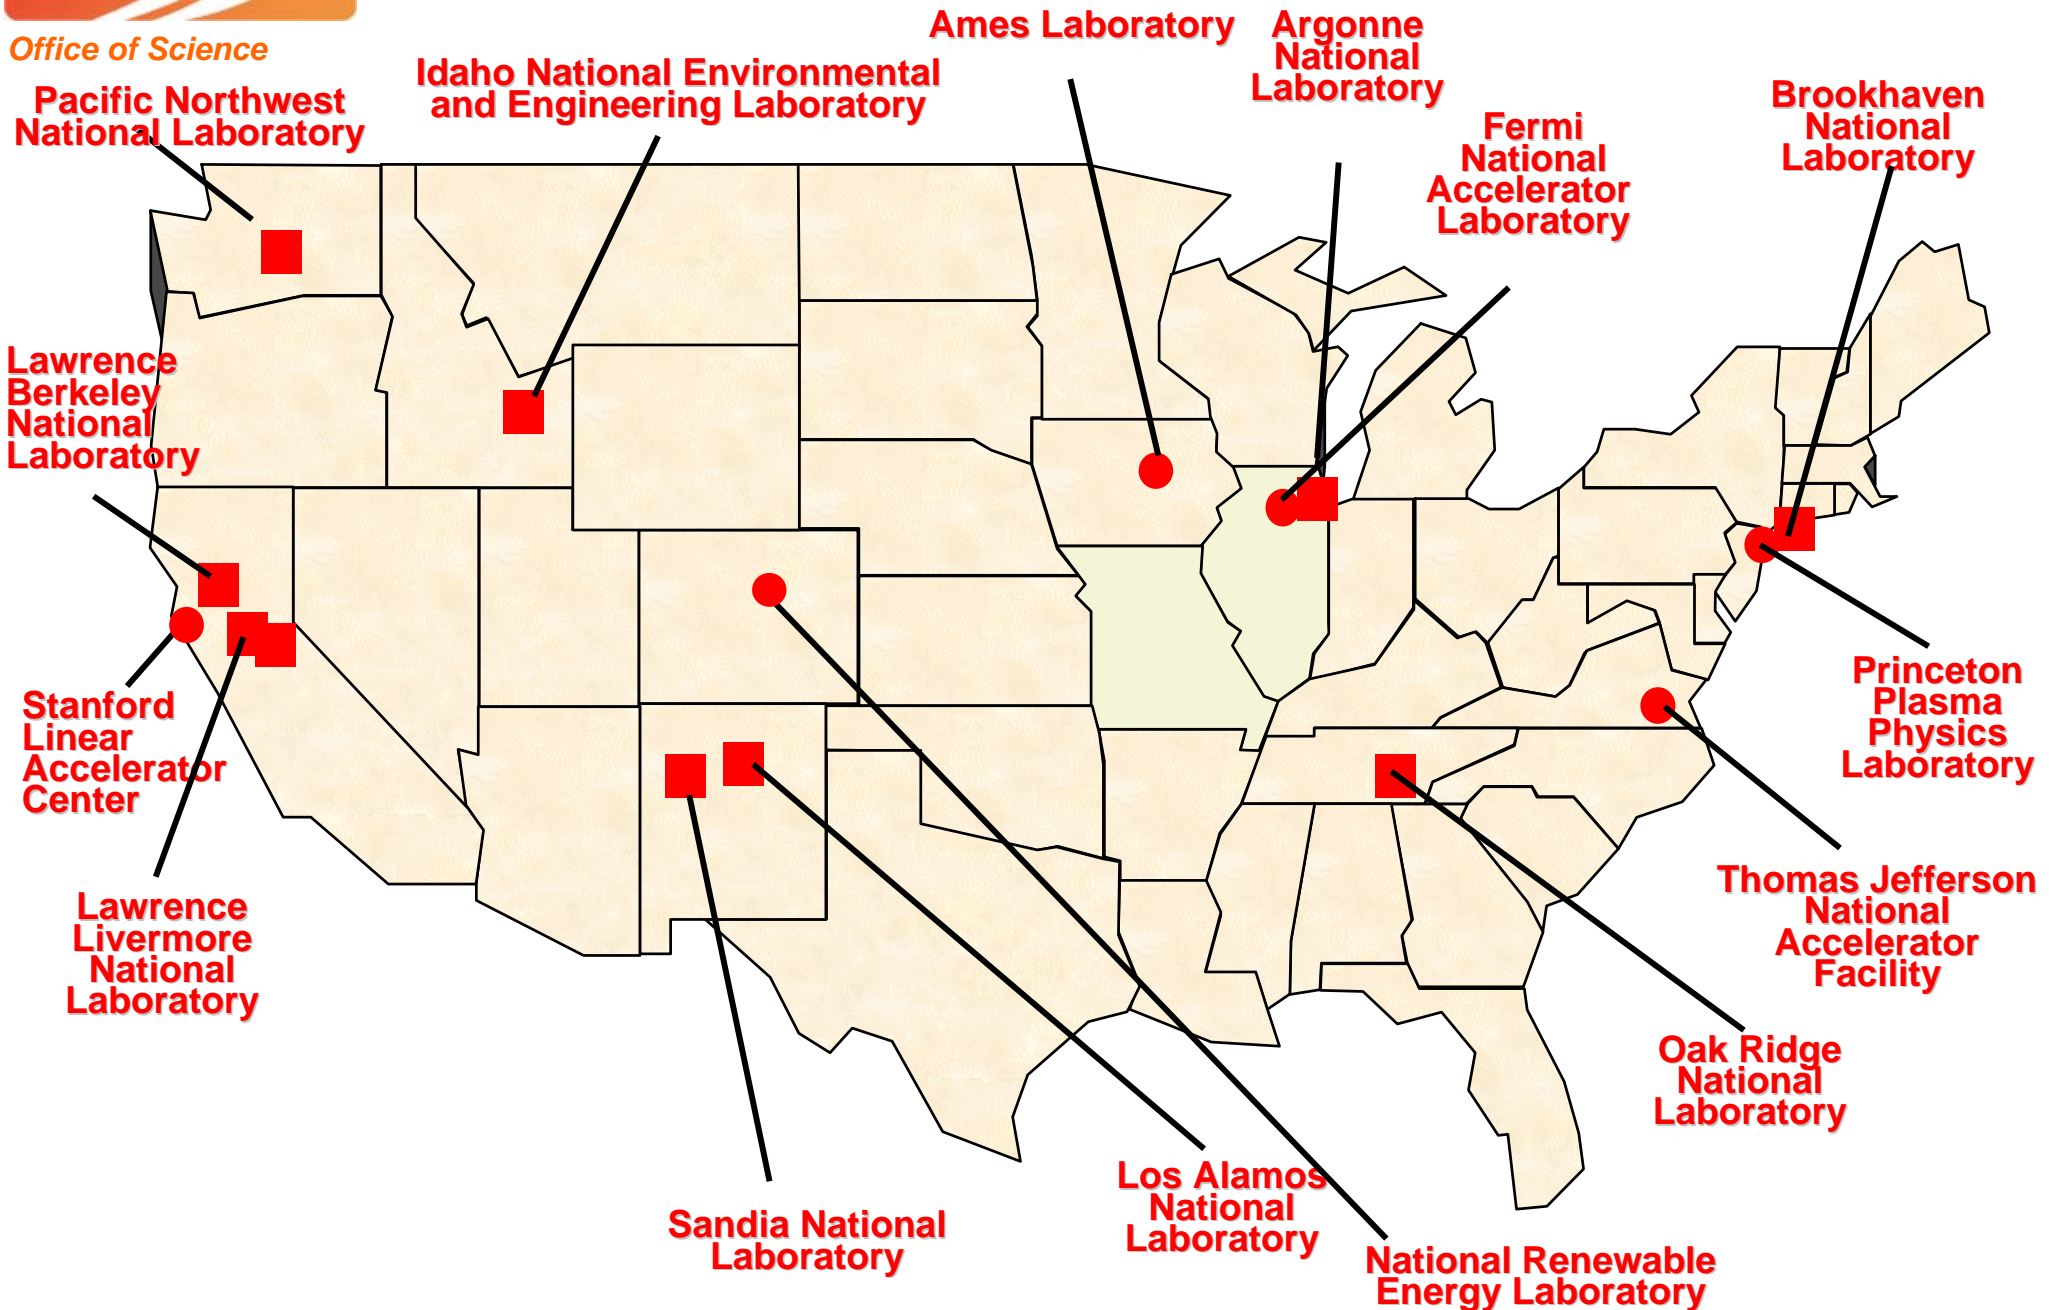 Office of Science
Ames Laboratory
Argonne
National
Laboratory
Idaho National Environmental
and Engineering Laboratory
Pacific Northwest
National Laboratory
Brookhaven
National
Laboratory
Fermi
National
Accelerator
Laboratory
Lawrence
Berkeley
National
Laboratory
Stanford
Linear
Accelerator
Center
Princeton
Plasma
Physics
Laboratory
Lawrence
Livermore
National
Laboratory
Thomas Jefferson
National
Accelerator
Facility
Oak Ridge
National
Laboratory
Los Alamos
National
Laboratory
Sandia National
Laboratory
National Renewable
Energy Laboratory